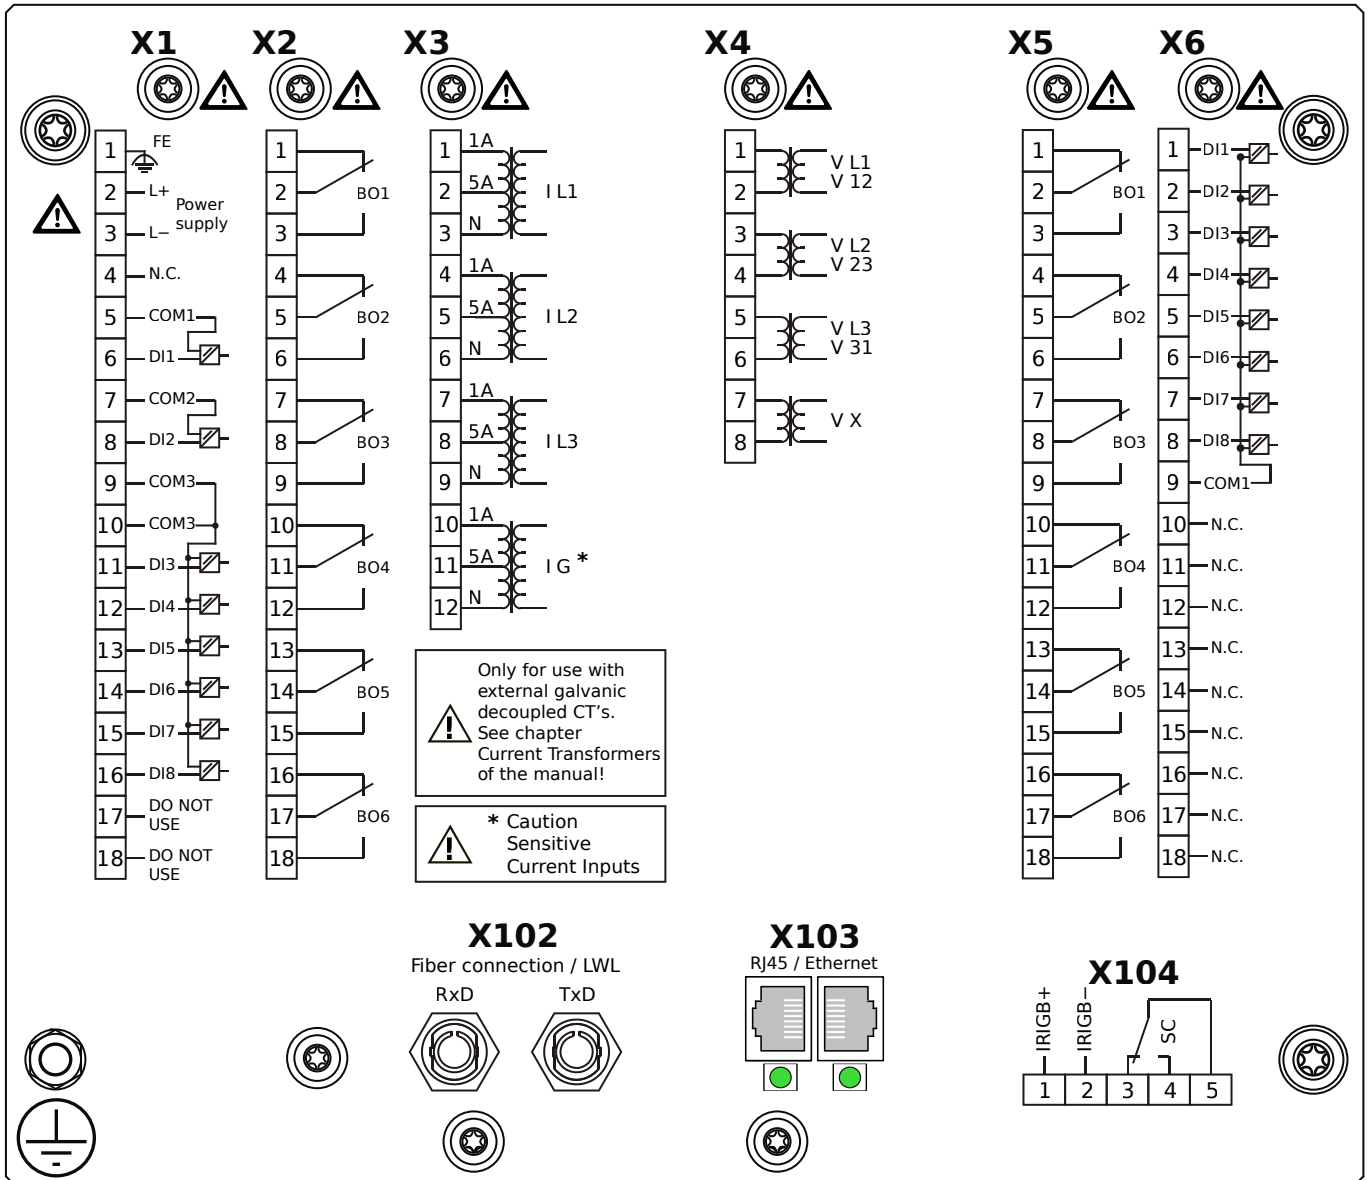 X1 X2 X3 X4 X5 X6
1 FE
2 L+
Power
supply
3 L−
4 N.C.
5 COM1
6 DI1
7 COM2
8 DI2
9 COM3
10 COM3
11 DI3
12 DI4
13 DI5
14 DI6
15 DI7
16 DI8
17 DO NOT
USE
18 DO NOT
USE
1
2 BO1
3
4
5 BO2
6
7
8 BO3
9
10
11 BO4
12
13
14 BO5
15
16
17 BO6
18
1 1A
2 5A I L1
3 N
4 1A
5 5A I L2
6 N
7 1A
8 5A I L3
9 N
10 1A
11 5A I G *
12 N
Only for use with
external galvanic
decoupled CT's.
See chapter
Current Transformers
of the manual!
* Caution
Sensitive
Current Inputs
1 V L1
2 V 12
3 V L2
4 V 23
5 V L3
6 V 31
7 V X
8
1
2 BO1
3
4
5 BO2
6
7
8 BO3
9
10
11 BO4
12
13
14 BO5
15
16
17 BO6
18
1 DI1
2 DI2
3 DI3
4 DI4
5 DI5
6 DI6
7 DI7
8 DI8
9 COM1
10 N.C.
11 N.C.
12 N.C.
13 N.C.
14 N.C.
15 N.C.
16 N.C.
17 N.C.
18 N.C.
X102
Fiber connection / LWL
RxD TxD
X103
RJ45 / Ethernet
X104
IRIGB+ IRIGB− SC
1 2 3 4 5